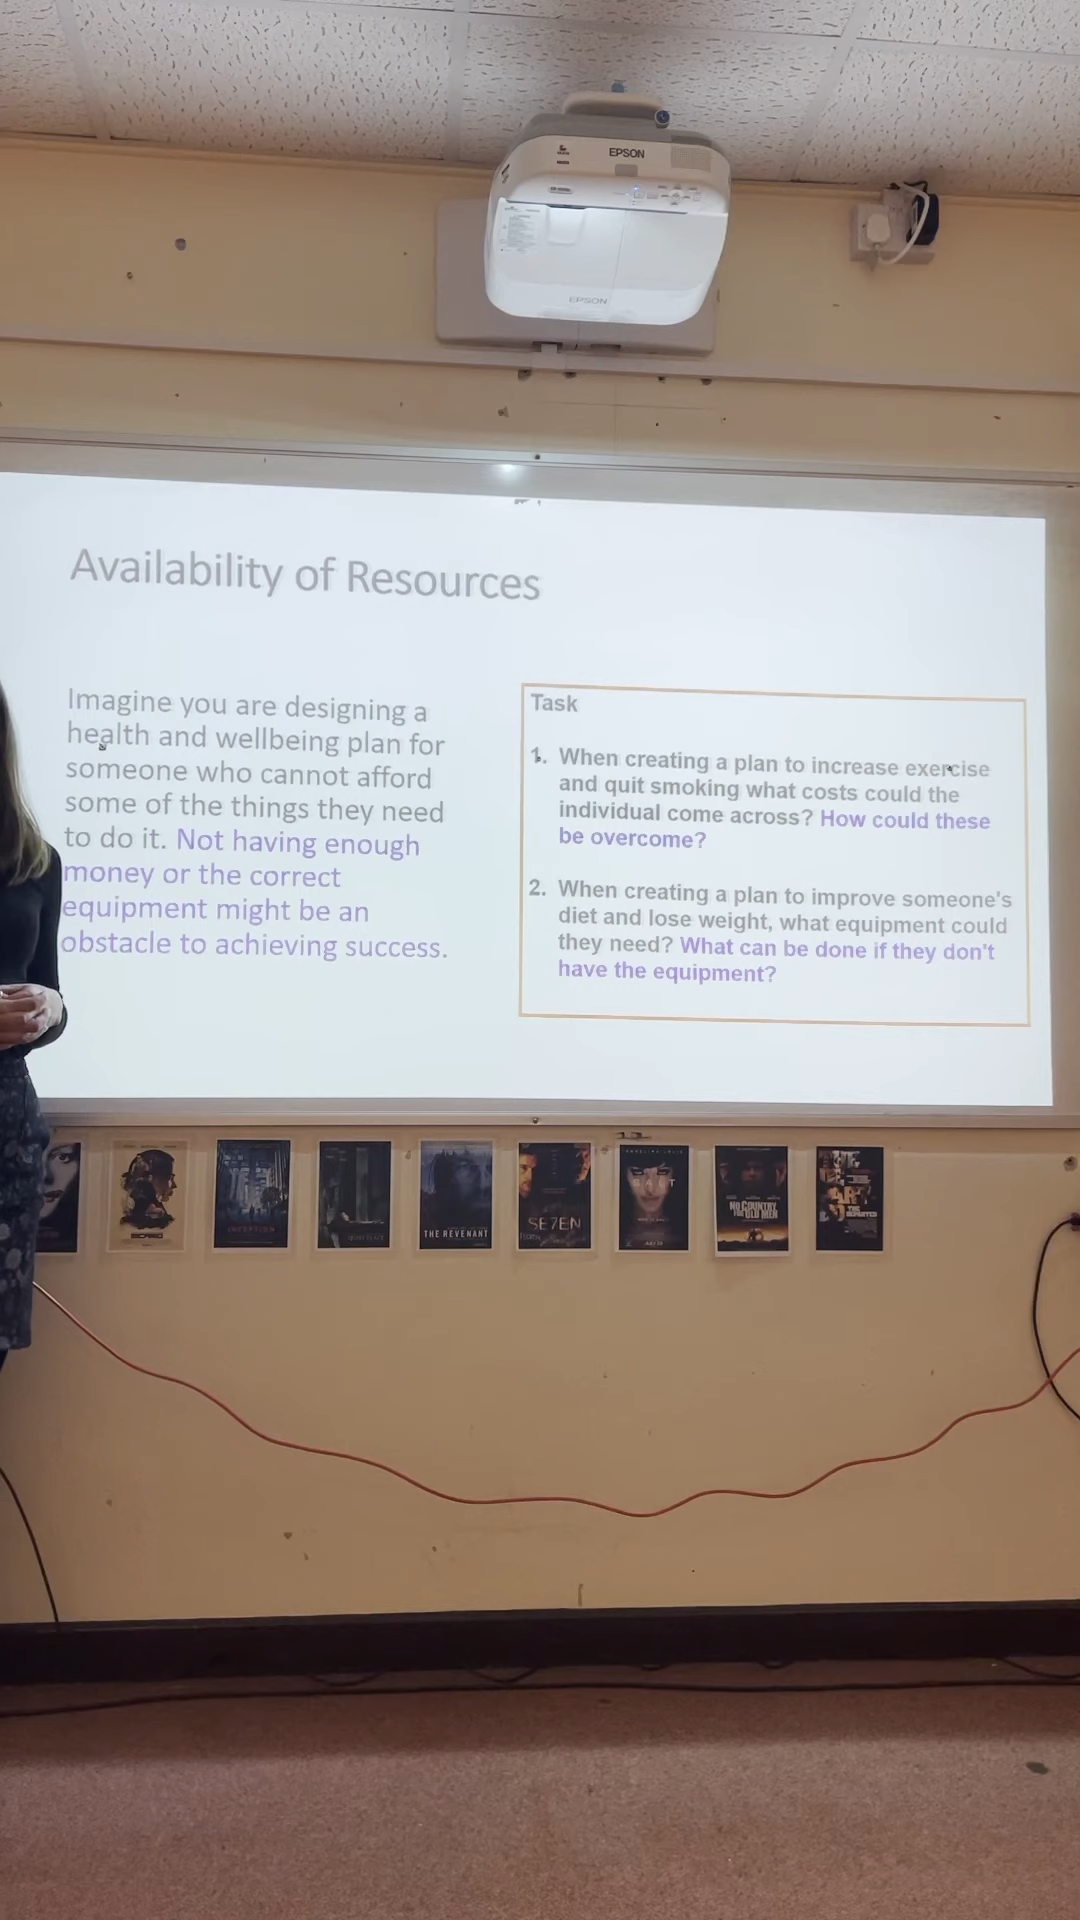 EPSON
EPSON
Availability of Resources
Imagine you are designing a
health and wellbeing plan for
someone who cannot afford
some of the things they need
to do it. Not having enough
money or the correct
equipment might be an
obstacle to achieving success.
Task
1. When creating a plan to increase exercise
and quit smoking what costs could the
individual come across? How could these
be overcome?
2. When creating a plan to improve someone's
diet and lose weight, what equipment could
they need? What can be done if they don't
have the equipment?
SICARIO
INCEPTION
THE REVENANT
SE7EN
SALT
NO COUNTRY
FOR OLD MEN
THE
DEPARTED